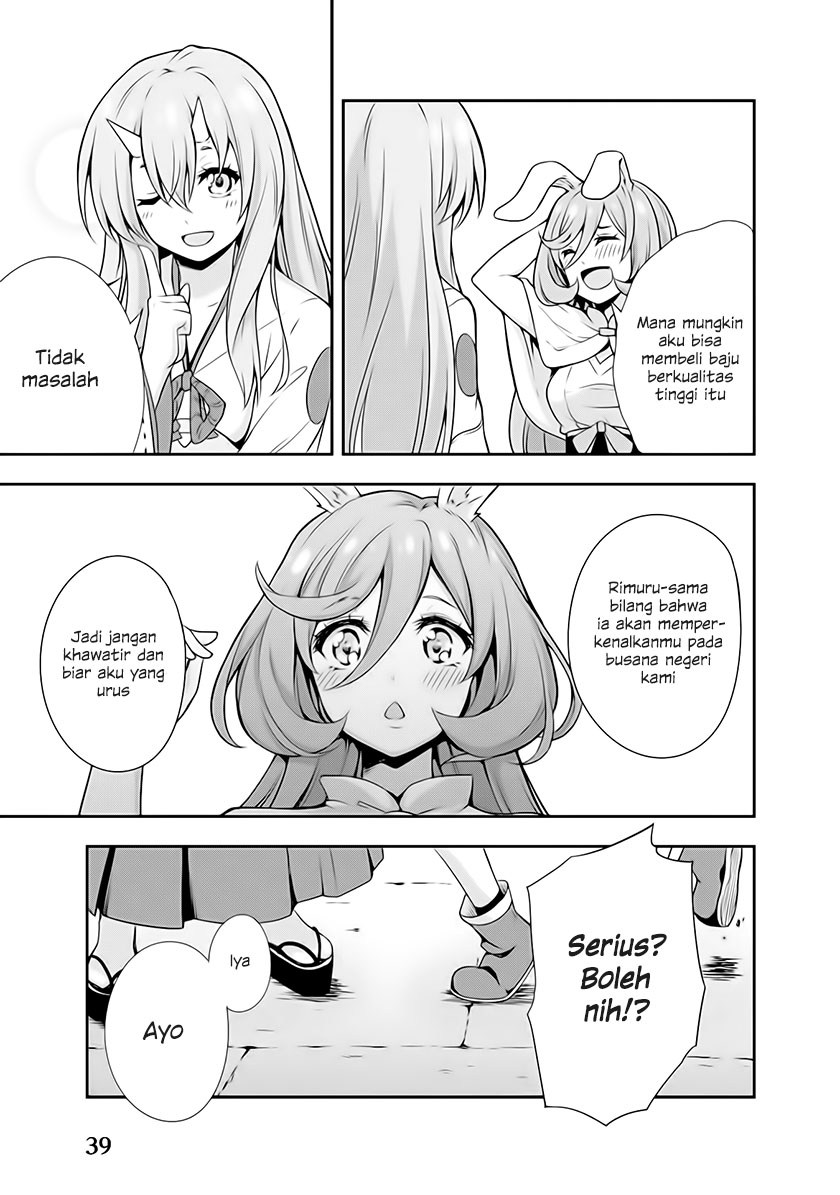 Mana mungkin
aku bisa
membeli baju
berkualitas
tinggi itu
Tidak
masalah
Rimuru-sama
bilang bahwa
ia akan memper-
kenalkanmu pada
busana negeri
kami
Jadi jangan
khawatir dan
biar aku yang
urus
Serius?
Boleh
nih!?
Iya
Ayo
39